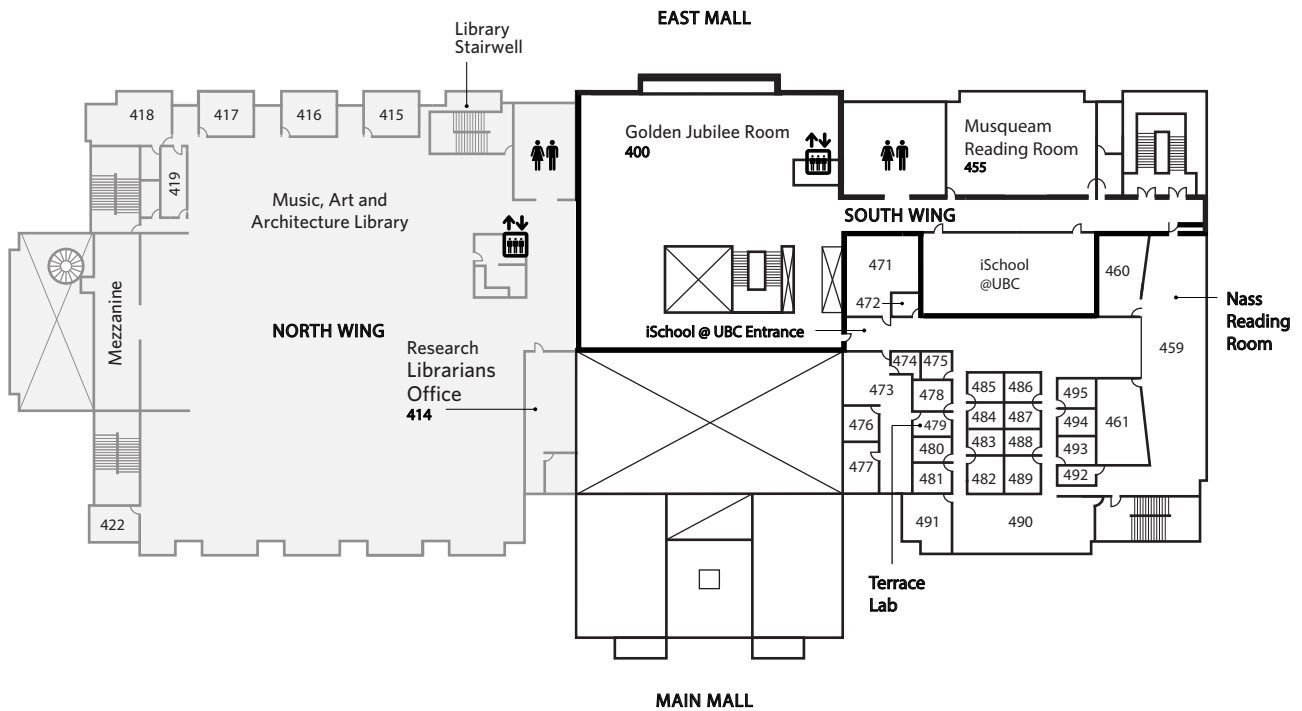 EAST MALL
Library
Stairwell
418
417
416
415
419
Music, Art and
Architecture Library
Mezzanine
NORTH WING
Research
Librarians
Office
414
422
Golden Jubilee Room
400
Musqueam
Reading Room
455
SOUTH WING
471
472
iSchool
@UBC
460
Nass
Reading
Room
459
iSchool @ UBC Entrance
474
475
473
478
476
479
477
480
481
485
486
484
487
483
488
482
489
495
494
493
492
461
491
490
Terrace
Lab
MAIN MALL